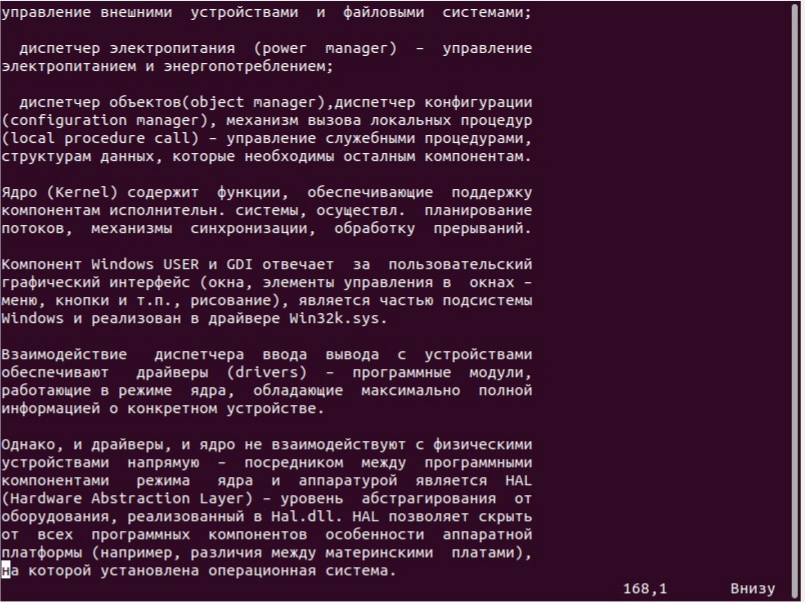 управление внешними устройствами и файловыми системами;
диспетчер электропитания (power manager) – управление
электропитанием и энергопотреблением;
диспетчер объектов(object manager),диспетчер конфигурации
(configuration manager), механизм вызова локальных процедур
(local procedure call) – управление служебными процедурами,
структурам данных, которые необходимы осталным компонентам.
Ядро (Kernel) содержит функции, обеспечивающие поддержку
компонентам исполнительн. системы, осуществл. планирование
потоков, механизмы синхронизации, обработку прерываний.
Компонент Windows USER и GDI отвечает за пользовательский
графический интерфейс (окна, элементы управления в окнах –
меню, кнопки и т.п., рисование), является частью подсистемы
Windows и реализован в драйвере Win32k.sys.
Взаимодействие диспетчера ввода вывода с устройствами
обеспечивают драйверы (drivers) – программные модули,
работающие в режиме ядра, обладающие максимально полной
информацией о конкретном устройстве.
Однако, и драйверы, и ядро не взаимодействуют с физическими
устройствами напрямую – посредником между программными
компонентами режима ядра и аппаратурой является HAL
(Hardware Abstraction Layer) – уровень абстрагирования от
оборудования, реализованный в Hal.dll. HAL позволяет скрыть
от всех программных компонентов особенности аппаратной
платформы (например, различия между материнскими платами),
на которой установлена операционная система.
168,1 Внизу